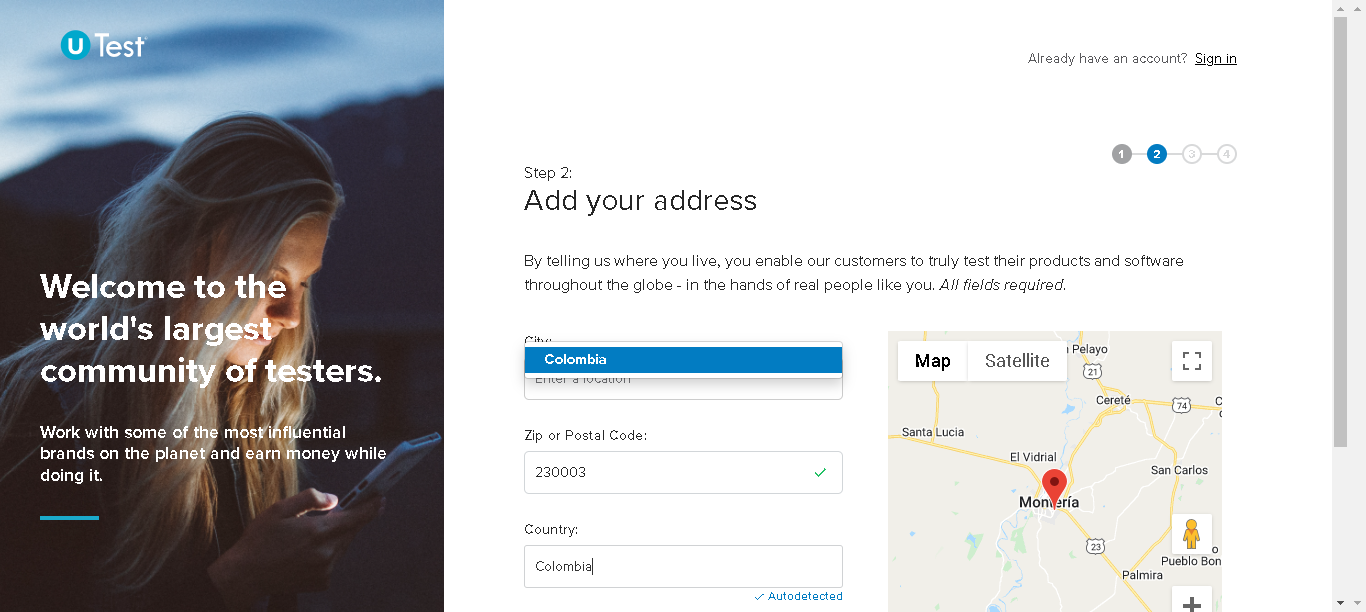 U Test
Already have an account? Sign in
1 2 3 4
Step 2:
Add your address
By telling us where you live, you enable our customers to truly test their products and software
throughout the globe - in the hands of real people like you. All fields required.
Welcome to the
world's largest
community of testers.
Work with some of the most influential
brands on the planet and earn money while
doing it.
City:
Colombia
Enter a location
Zip or Postal Code:
230003
Country:
Colombia
Autodetected
Map Satellite
Pelayo
21
Cereté
74
Santa Lucia
El Vidrial
San Carlos
Montería
23
Pueblo Bon
Palmira